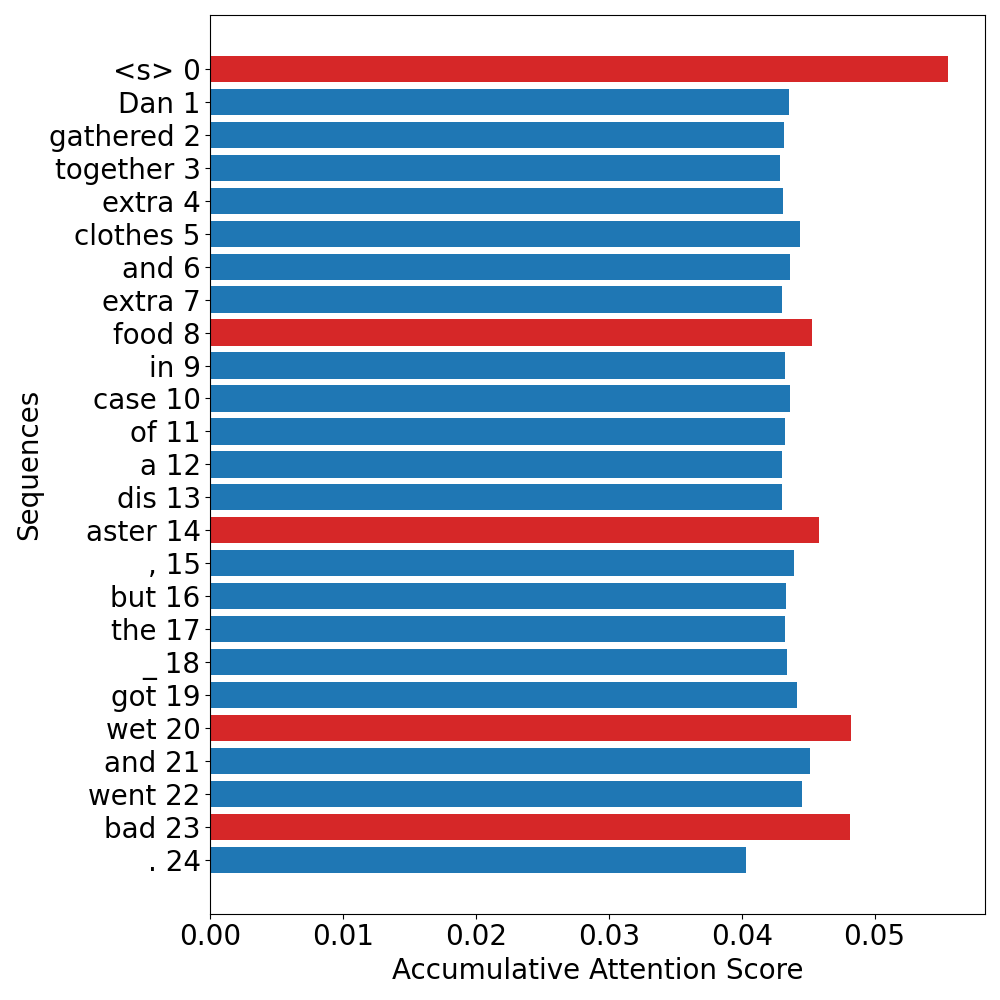 <s> 0
Dan 1
gathered 2
together 3
extra 4
clothes 5
and 6
extra 7
food 8
in 9
case 10
of 11
a 12
dis 13
aster 14
, 15
but 16
the 17
_ 18
got 19
wet 20
and 21
went 22
bad 23
. 24
Sequences
0.00 0.01 0.02 0.03 0.04 0.05
Accumulative Attention Score